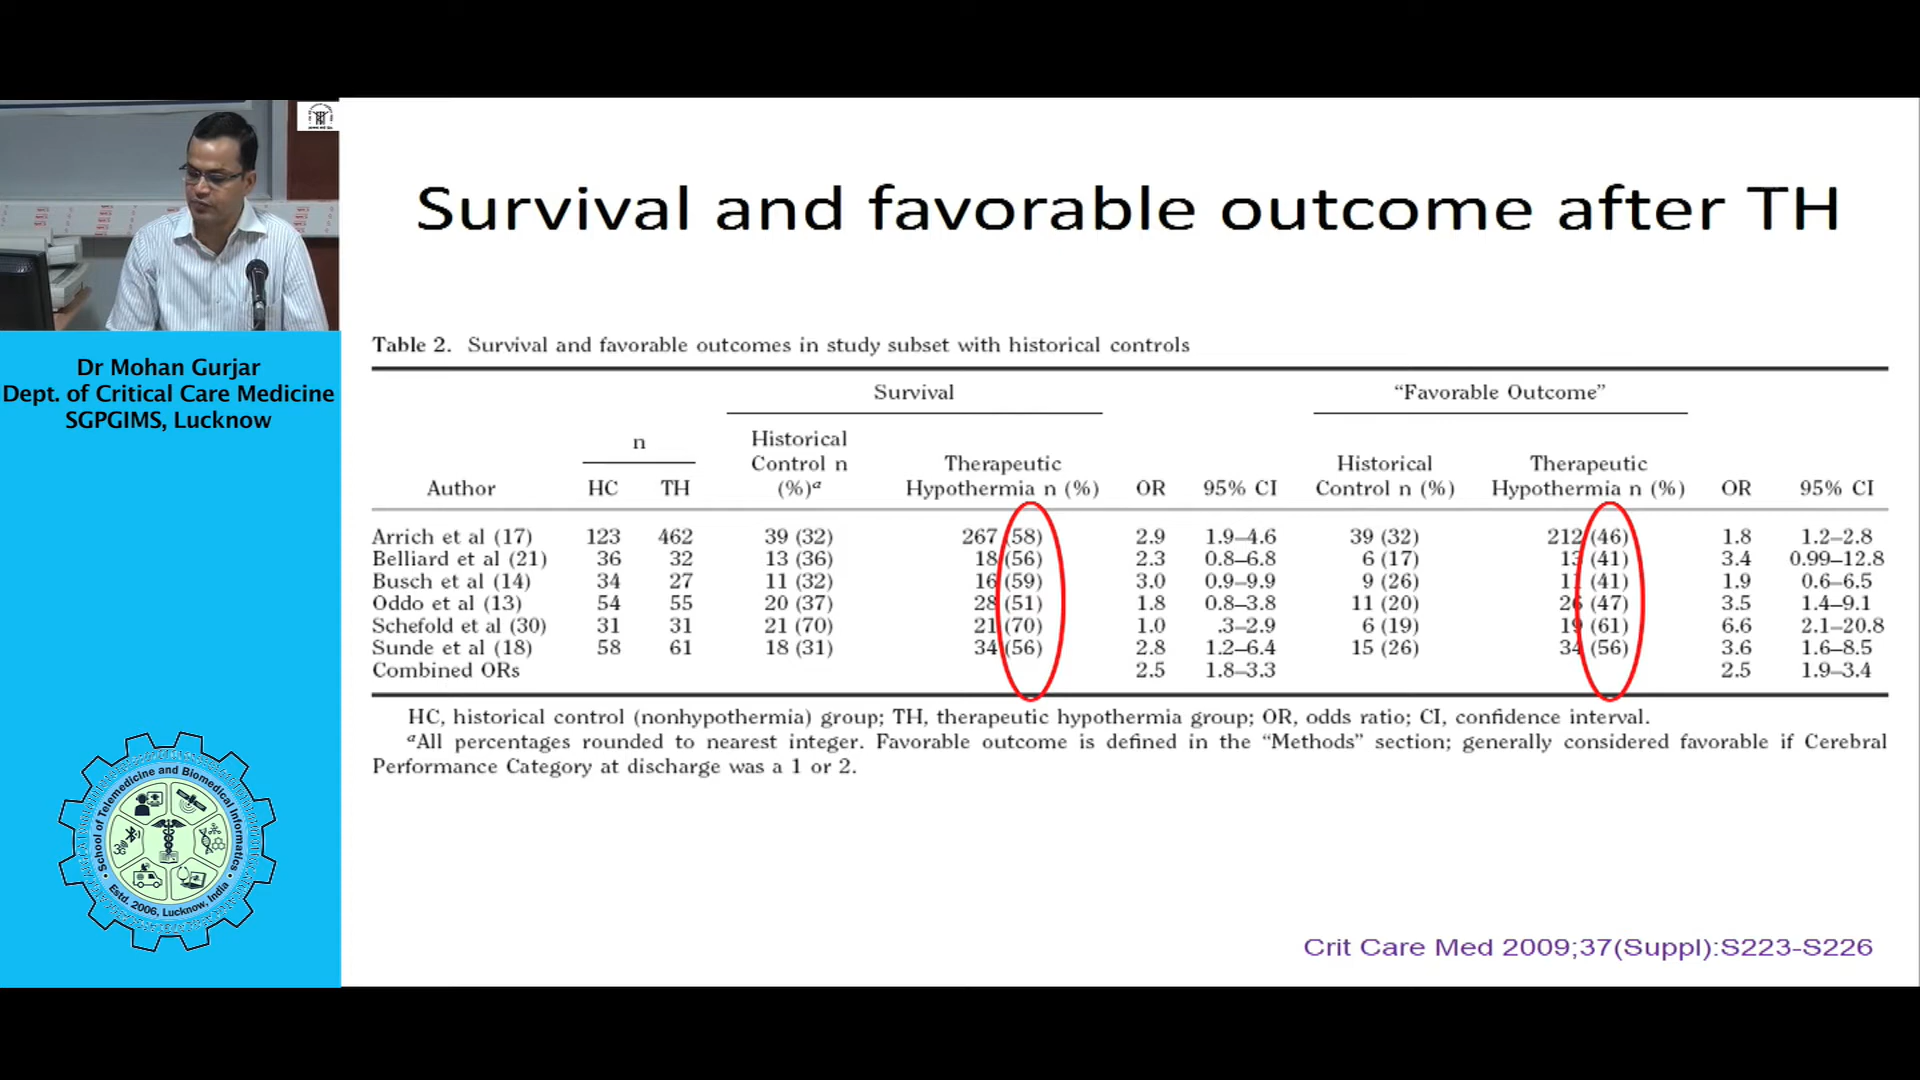 Survival and favorable outcome after TH
Dr Mohan Gurjar
Dept. of Critical Care Medicine
SGPGIMS, Lucknow
Table 2. Survival and favorable outcomes in study subset with historical controls
Survival “Favorable Outcome”
n Historical Control n (%)a Therapeutic Hypothermia n (%) Historical Control n (%) Therapeutic Hypothermia n (%)
Author HC TH OR 95% CI OR 95% CI
Arrich et al (17) 123 462 39 (32) 267 (58) 2.9 1.9–4.6 39 (32) 212 (46) 1.8 1.2–2.8
Belliard et al (21) 36 32 13 (36) 18 (56) 2.3 0.8–6.8 6 (17) 13 (41) 3.4 0.99–12.8
Busch et al (14) 34 27 11 (32) 16 (59) 3.0 0.9–9.9 9 (26) 11 (41) 1.9 0.6–6.5
Oddo et al (13) 54 55 20 (37) 28 (51) 1.8 0.8–3.8 11 (20) 26 (47) 3.5 1.4–9.1
Schefold et al (30) 31 31 21 (70) 21 (70) 1.0 .3–2.9 6 (19) 19 (61) 6.6 2.1–20.8
Sunde et al (18) 58 61 18 (31) 34 (56) 2.8 1.2–6.4 15 (26) 34 (56) 3.6 1.6–8.5
Combined ORs 2.5 1.8–3.3 2.5 1.9–3.4
HC, historical control (nonhypothermia) group; TH, therapeutic hypothermia group; OR, odds ratio; CI, confidence interval.
aAll percentages rounded to nearest integer. Favorable outcome is defined in the “Methods” section; generally considered favorable if Cerebral
Performance Category at discharge was a 1 or 2.
School of Telemedicine and Biomedical Informatics
Estd. 2006, Lucknow, India
Crit Care Med 2009;37(Suppl):S223-S226